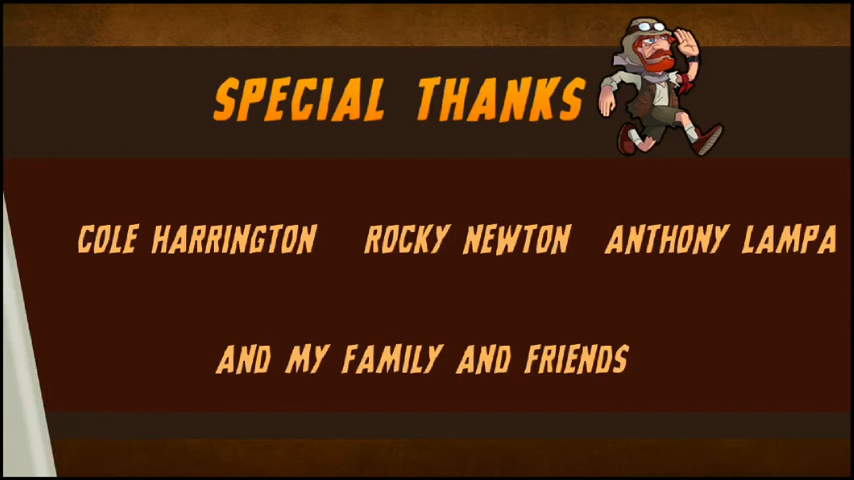 SPECIAL THANKS
COLE HARRINGTON ROCKY NEWTON ANTHONY LAMPA
AND MY FAMILY AND FRIENDS